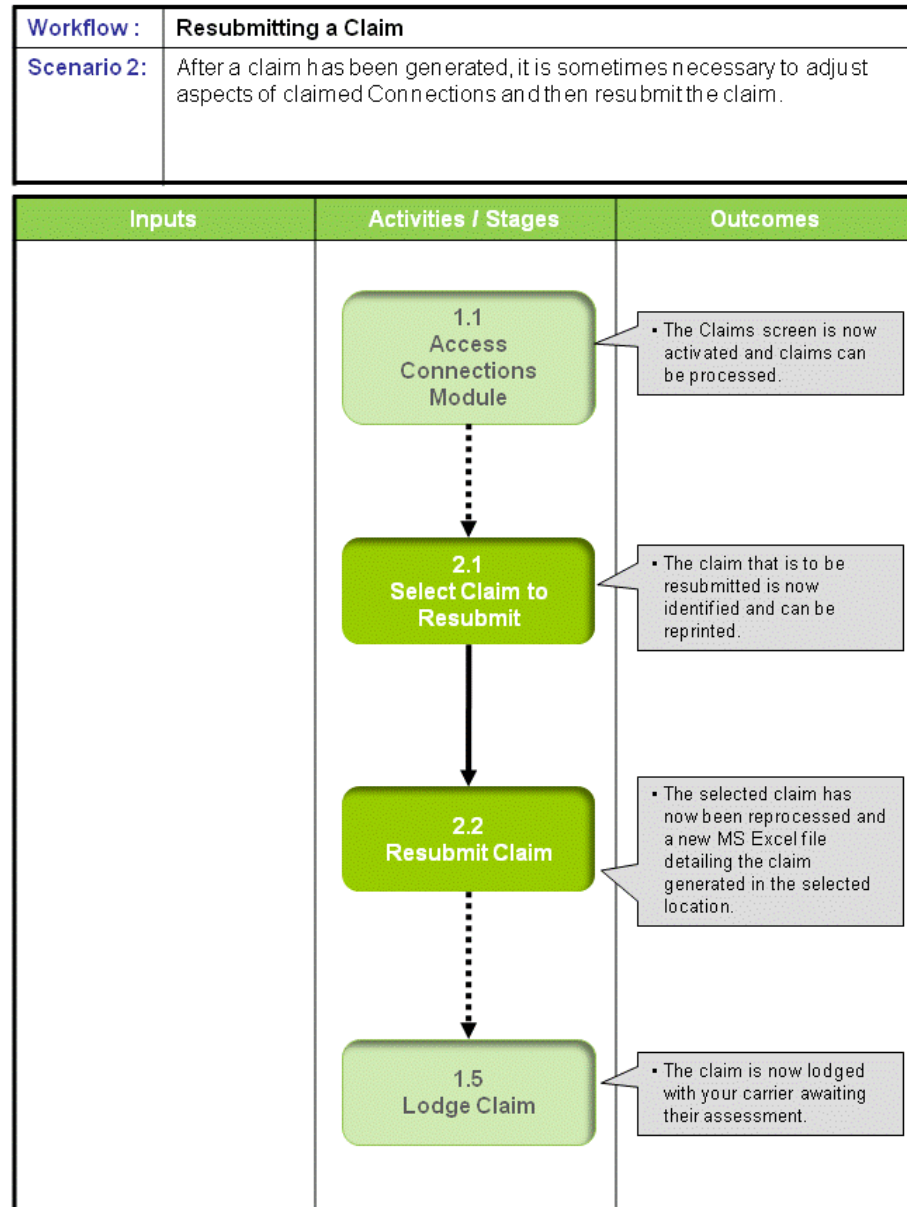 Workflow :
Resubmitting a Claim
Scenario 2:
After a claim has been generated, it is sometimes necessary to adjust
aspects of claimed Connections and then resubmit the claim.
Inputs
Activities / Stages
Outcomes
1.1
Access
Connections
Module
▪ The Claims screen is now
activated and claims can
be processed.
2.1
Select Claim to
Resubmit
▪ The claim that is to be
resubmitted is now
identified and can be
reprinted.
2.2
Resubmit Claim
▪ The selected claim has
now been reprocessed and
a new MS Excel file
detailing the claim
generated in the selected
location.
1.5
Lodge Claim
▪ The claim is now lodged
with your carrier awaiting
their assessment.